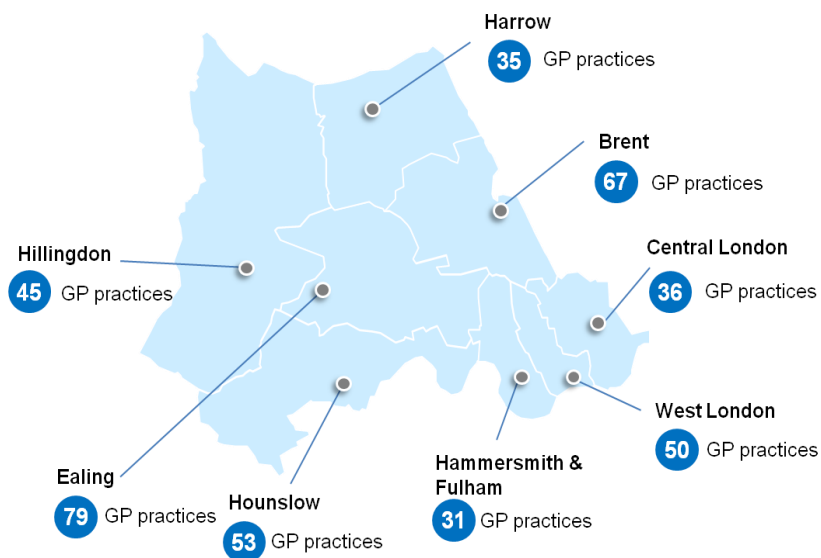 Harrow
35 GP practices
Brent
67 GP practices
Hillingdon
45 GP practices
Central London
36 GP practices
West London
50 GP practices
Ealing
79 GP practices
Hounslow
53 GP practices
Hammersmith &
Fulham
31 GP practices